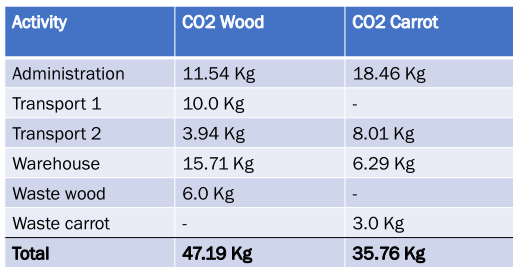 Activity CO2 Wood CO2 Carrot
Administration 11.54 Kg 18.46 Kg
Transport 1 10.0 Kg -
Transport 2 3.94 Kg 8.01 Kg
Warehouse 15.71 Kg 6.29 Kg
Waste wood 6.0 Kg -
Waste carrot - 3.0 Kg
Total 47.19 Kg 35.76 Kg